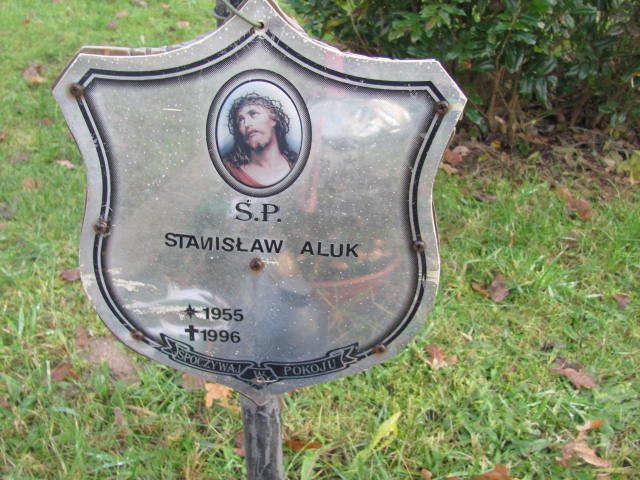 Ś.P.
STANISŁAW ALUK
1955
1996
SPOCZYWAJ W POKOJU